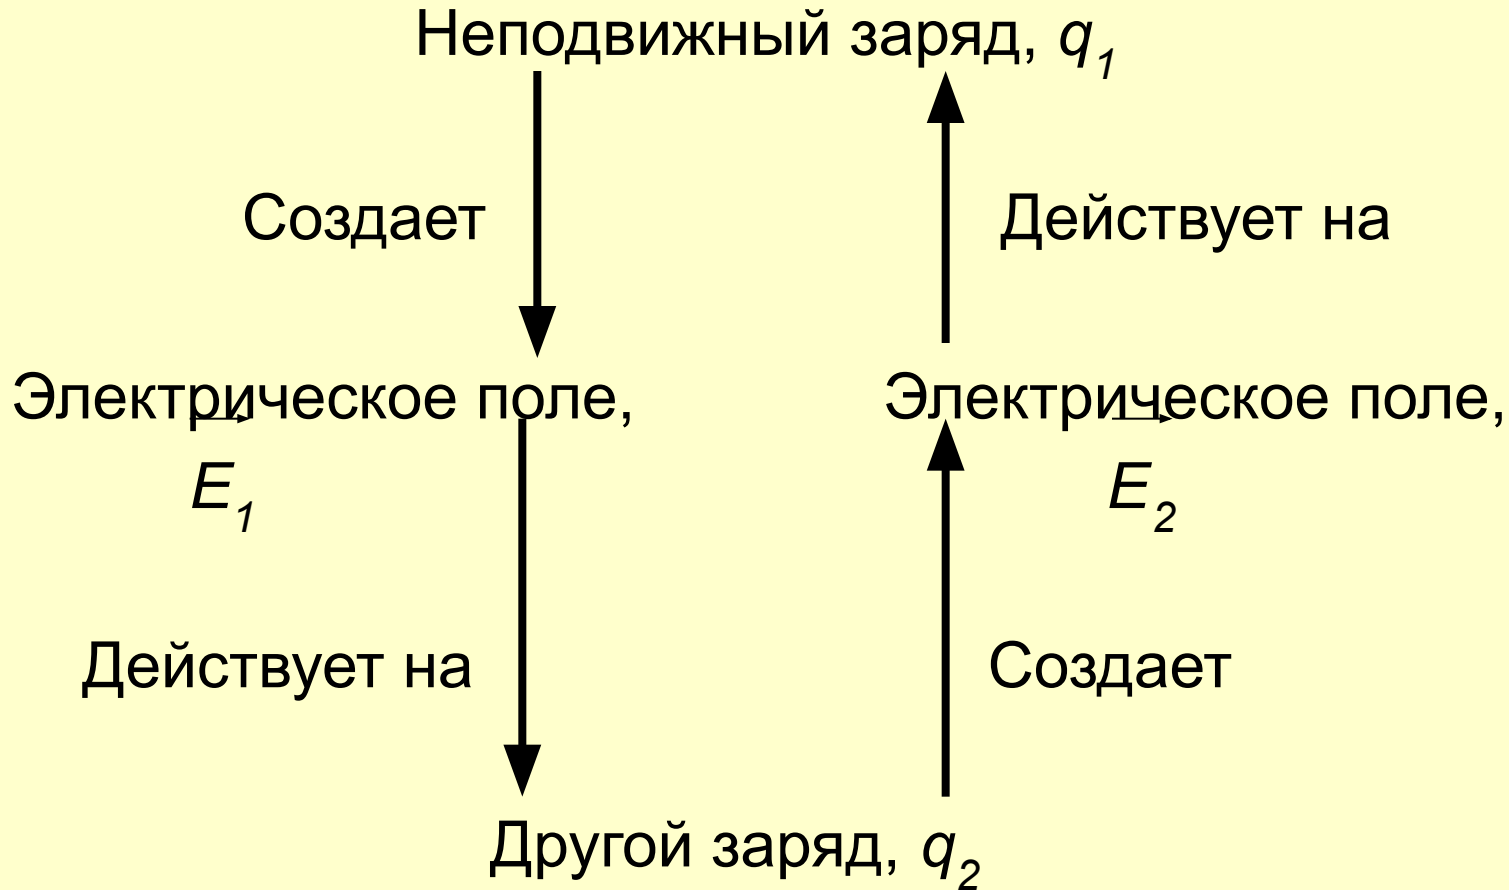 Неподвижный заряд, q1
Создает
Действует на
Электрическое поле,
E1
Электрическое поле,
E2
Действует на
Создает
Другой заряд, q2